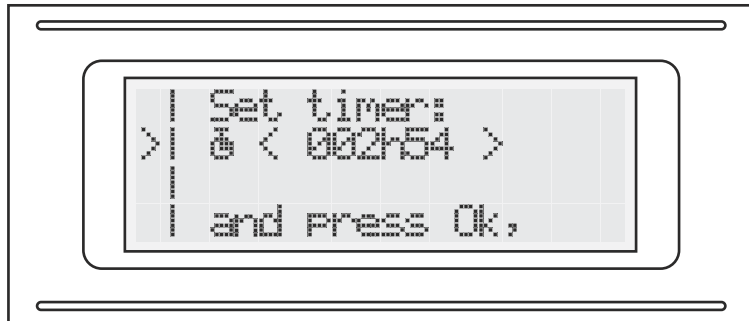 | Set timer:
>| ⏱ < 002h54 >
|
| and press Ok,